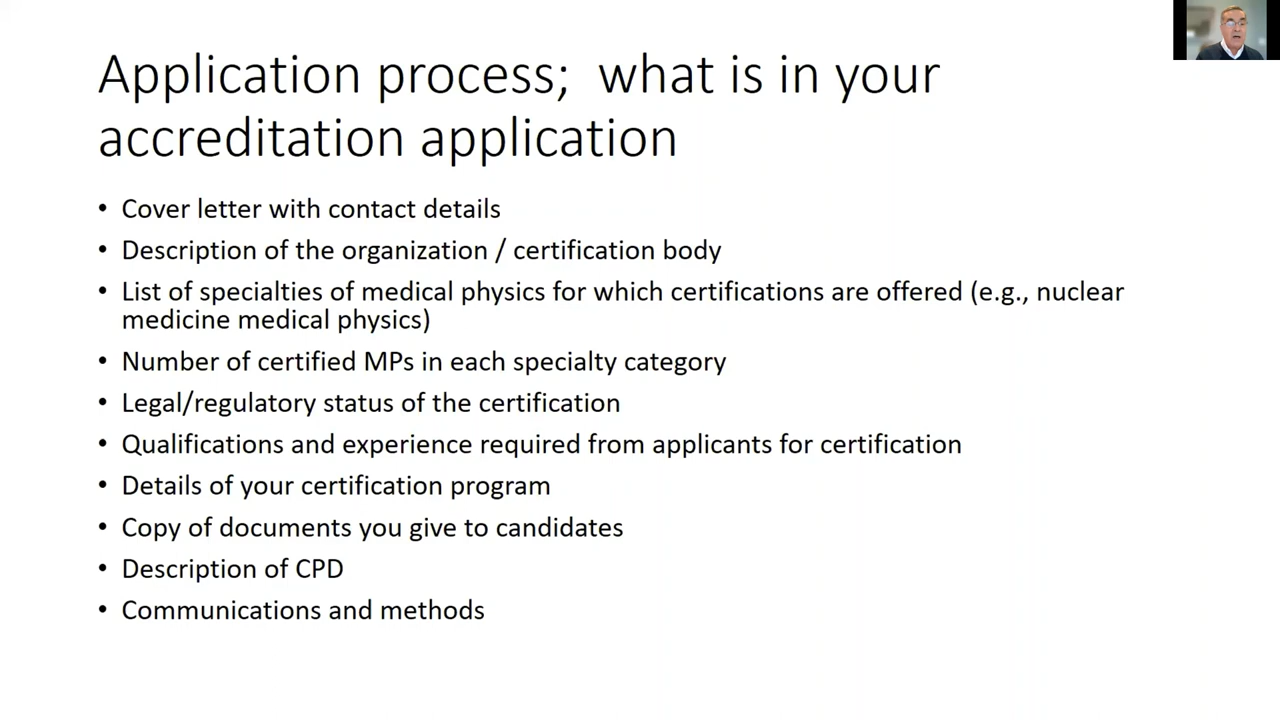 Application process;  what is in your
accreditation application
• Cover letter with contact details
• Description of the organization / certification body
• List of specialties of medical physics for which certifications are offered (e.g., nuclear
medicine medical physics)
• Number of certified MPs in each specialty category
• Legal/regulatory status of the certification
• Qualifications and experience required from applicants for certification
• Details of your certification program
• Copy of documents you give to candidates
• Description of CPD
• Communications and methods